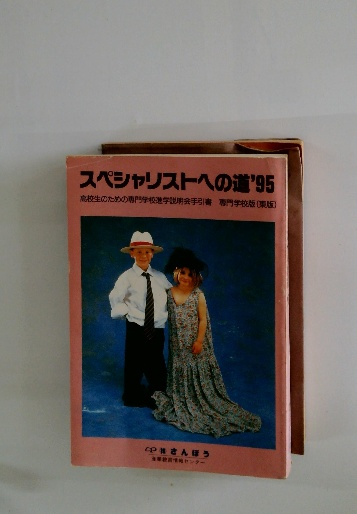 スペシャリストへの道'95
高校生のための専門学校進学説明会手引書 専門学校版(東版)
さんぽう